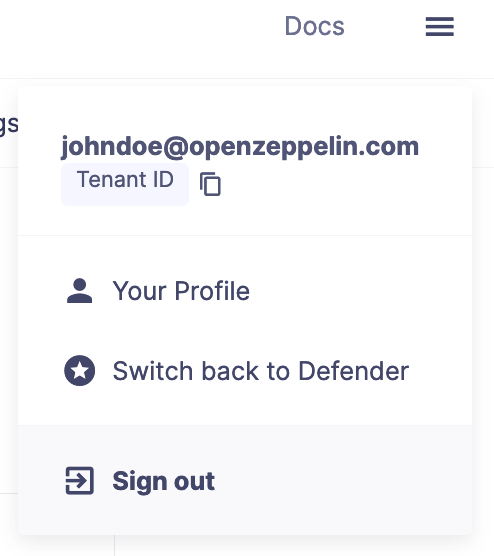 Docs
gs
johndoe@openzeppelin.com
Tenant ID
Your Profile
Switch back to Defender
Sign out